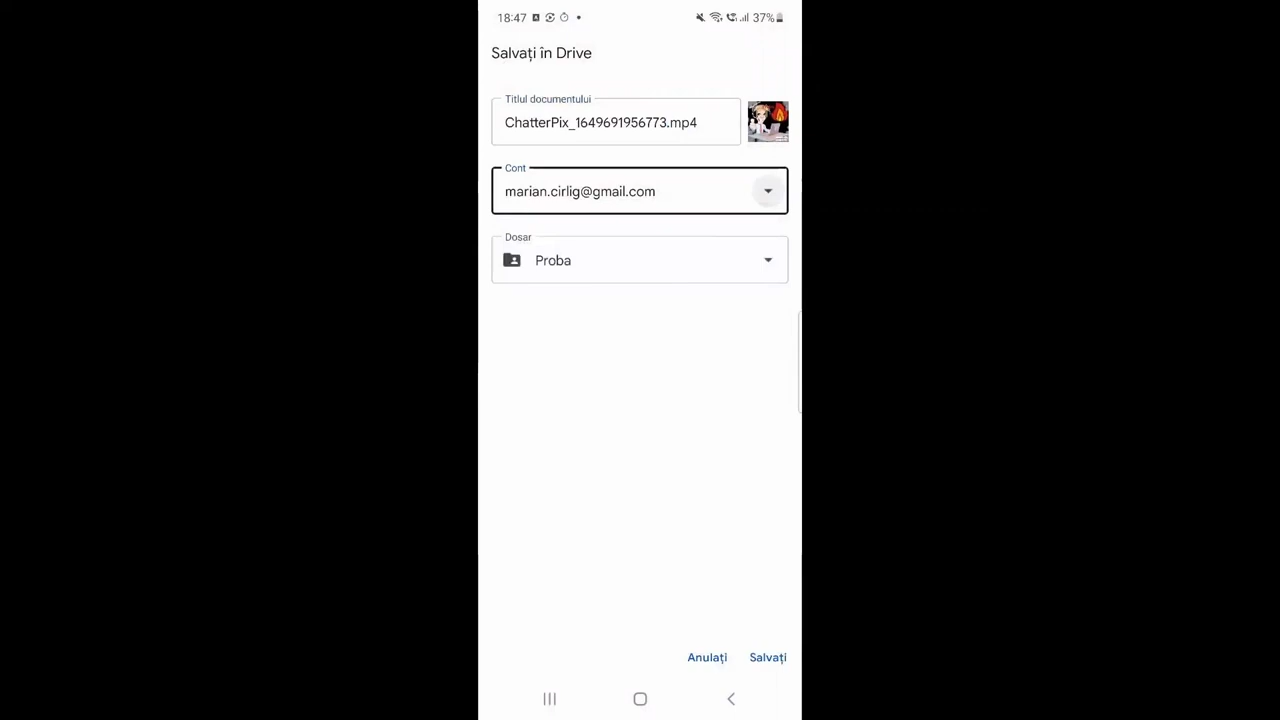 18:47
37%
Salvați în Drive
Titlul documentului
ChatterPix_1649691956773.mp4
Cont
marian.cirlig@gmail.com
Dosar
Proba
Anulați
Salvați